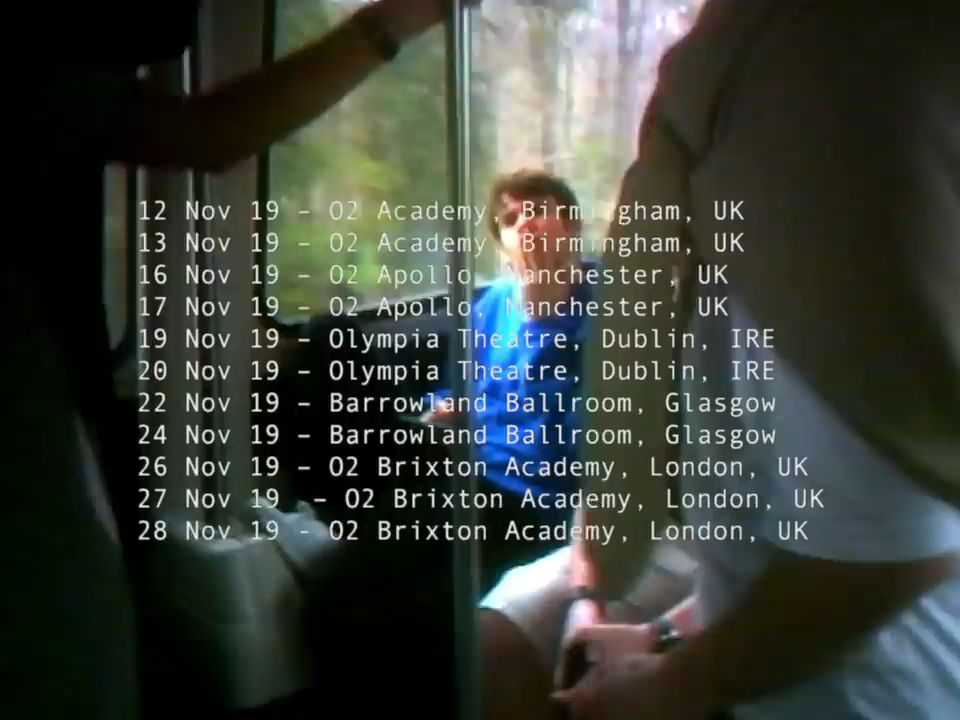 12 Nov 19 – O2 Academy, Birmingham, UK
13 Nov 19 – O2 Academy, Birmingham, UK
16 Nov 19 – O2 Apollo, Manchester, UK
17 Nov 19 – O2 Apollo, Manchester, UK
19 Nov 19 – Olympia Theatre, Dublin, IRE
20 Nov 19 – Olympia Theatre, Dublin, IRE
22 Nov 19 – Barrowland Ballroom, Glasgow
24 Nov 19 – Barrowland Ballroom, Glasgow
26 Nov 19 – O2 Brixton Academy, London, UK
27 Nov 19 – O2 Brixton Academy, London, UK
28 Nov 19 - O2 Brixton Academy, London, UK